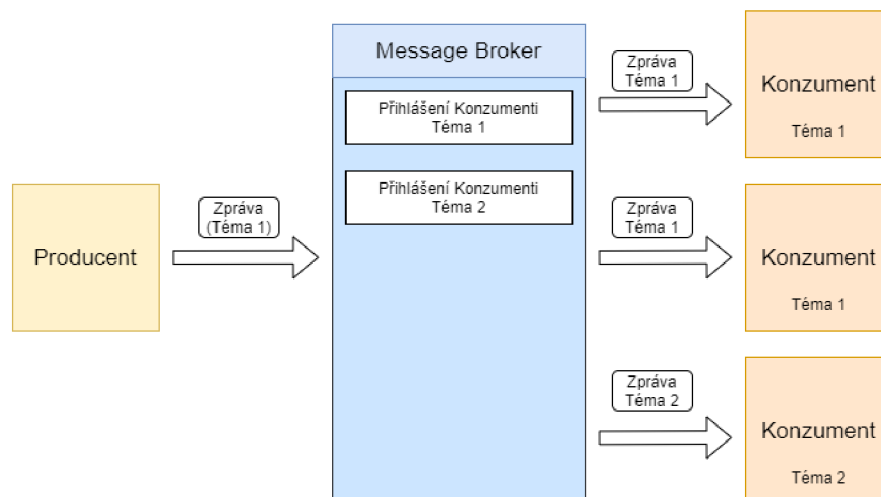 Message Broker
Přihlášení Konzumenti
Téma 1
Přihlášení Konzumenti
Téma 2
Producent
Zpráva
(Téma 1)
Zpráva
Téma 1
Konzument
Téma 1
Zpráva
Téma 1
Konzument
Téma 1
Zpráva
Téma 2
Konzument
Téma 2